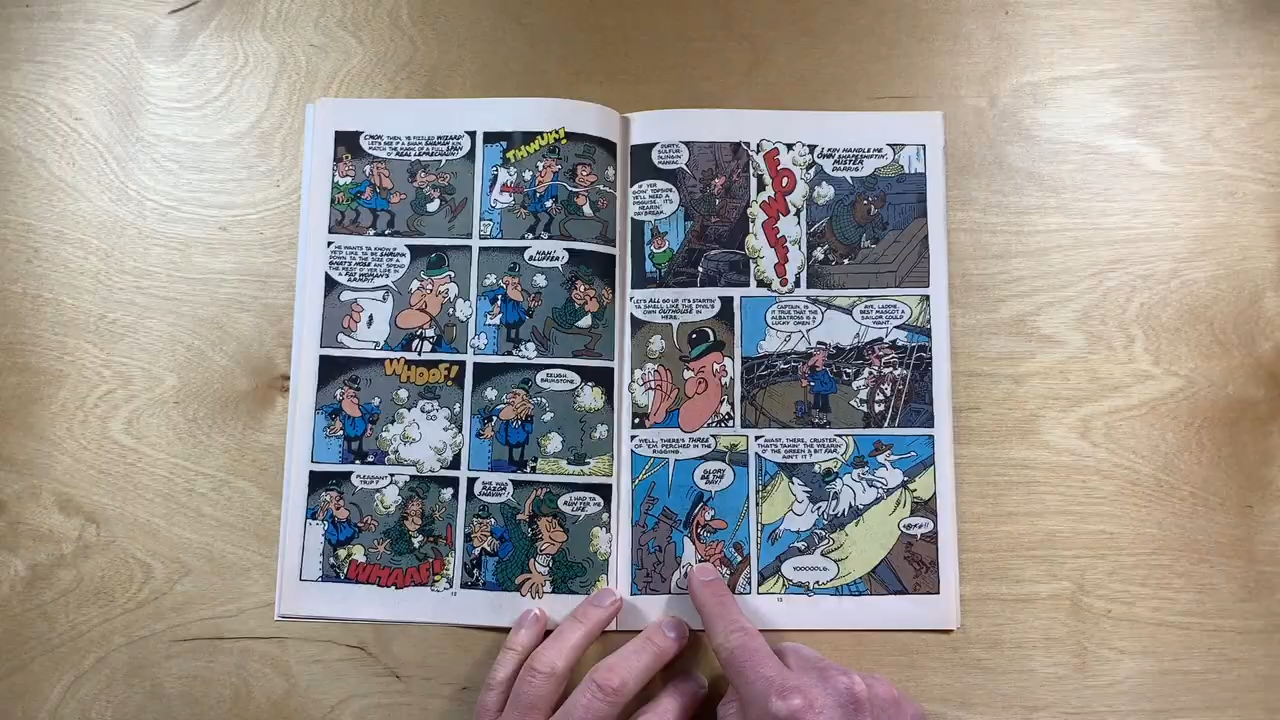 C'MON, THEN, YE FIZZLED WIZARD!
LET'S SEE IF A SHAM SHAMAN KIN
MATCH THE MANIC OF A FULL SPAN
O' REAL LEPRECHAUN!
THWUK!
HE WANTS TA KNOW IF
YE'D LIKE TA BE SHRUNK
DOWN TA THE SIZE OF A
GNAT'S NOSE AN' SPEND
THE REST O' YER LIFE IN
A FAT WOMAN'S
ARMPIT.
HAH!
BLUFFER!
WHOOF!
EEUGH.
BRIMSTONE.
PLEASANT
TRIP?
WHAAF!
SHE WAS
RAZOR
SHAVIN'!
I HAD TA
RUN FER ME
LIFE.
12
DURTY,
SULFUR-
SLINGIN'
MANIAC.
IF YER
GOIN' TOPSIDE,
YE'LL NEED A
DISGUISE. IT'S
NEARIN'
DAYBREAK.
FOWFF!
I KIN HANDLE ME
OWN SHAPESHIFTIN',
MISTER
DARRIG!
LET'S ALL GO UP. IT'S STARTIN'
TA SMELL LIKE THE DIVIL'S
OWN OUTHOUSE IN
HERE.
CAPTAIN, IS
IT TRUE THAT THE
ALBATROSS IS A
LUCKY OMEN?
AYE, LADDIE.
BEST MASCOT A
SAILOR COULD
WANT.
WELL, THERE'S THREE
OF 'EM PERCHED IN THE
RIGGING.
GLORY
BE THE
DAY!
AVAST, THERE, CRUSTER.
THAT'S TAKIN' THE WEARIN'
O' THE GREEN A BIT FAR,
AIN'T IT?
YOOOOLG.
13